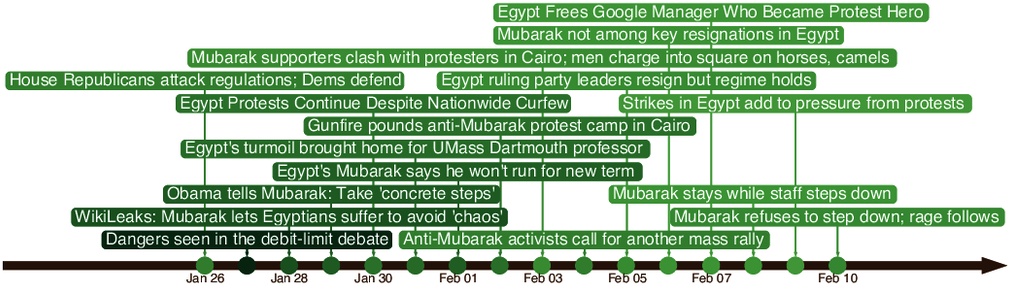 Egypt Frees Google Manager Who Became Protest Hero
Mubarak not among key resignations in Egypt
Mubarak supporters clash with protesters in Cairo; men charge into square on horses, camels
House Republicans attack regulations; Dems defend
Egypt ruling party leaders resign but regime holds
Egypt Protests Continue Despite Nationwide Curfew
Strikes in Egypt add to pressure from protests
Gunfire pounds anti-Mubarak protest camp in Cairo
Egypt's turmoil brought home for UMass Dartmouth professor
Egypt's Mubarak says he won't run for new term
Obama tells Mubarak: Take 'concrete steps'
Mubarak stays while staff steps down
WikiLeaks: Mubarak lets Egyptians suffer to avoid 'chaos'
Mubarak refuses to step down; rage follows
Dangers seen in the debit-limit debate
Anti-Mubarak activists call for another mass rally
Jan 26 Jan 28 Jan 30 Feb 01 Feb 03 Feb 05 Feb 07 Feb 10